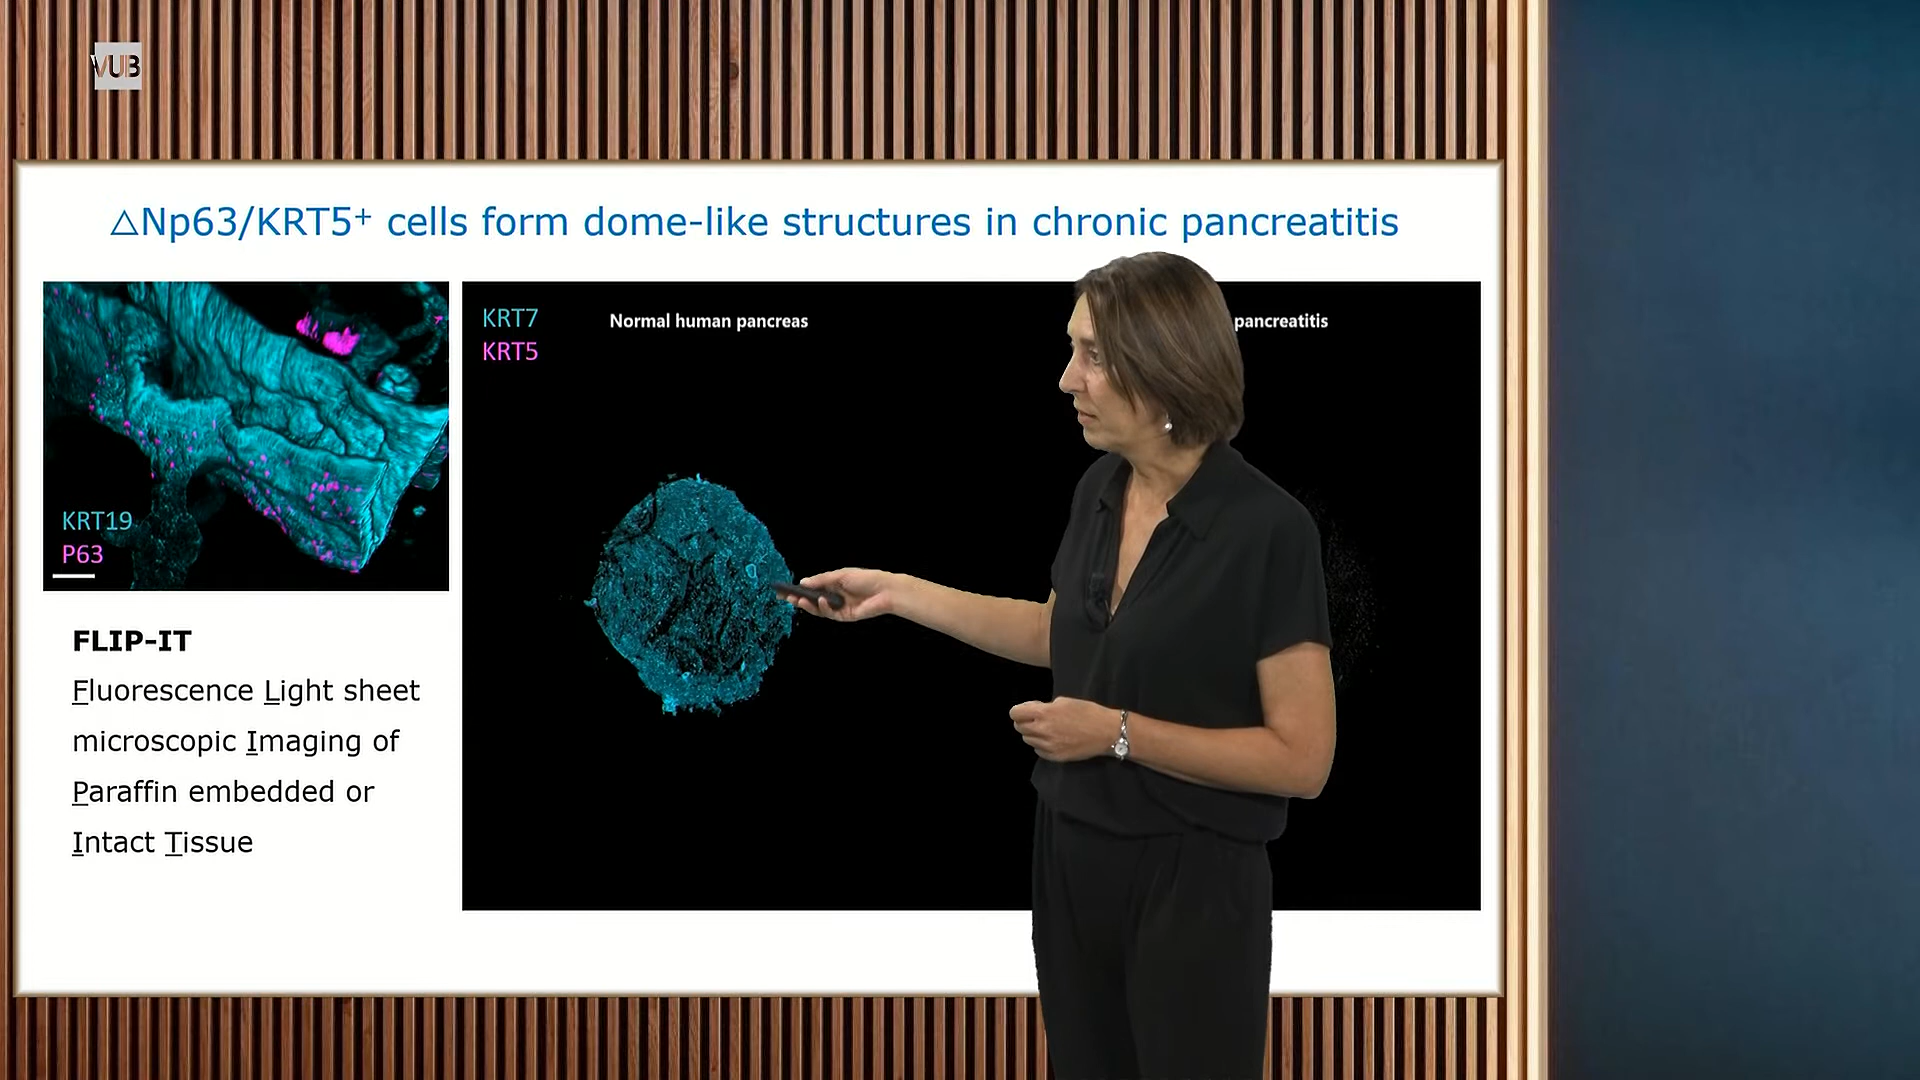 VUB
△Np63/KRT5⁺ cells form dome-like structures in chronic pancreatitis
KRT19
P63
KRT7
KRT5
Normal human pancreas
pancreatitis
FLIP-IT
Fluorescence Light sheet
microscopic Imaging of
Paraffin embedded or
Intact Tissue